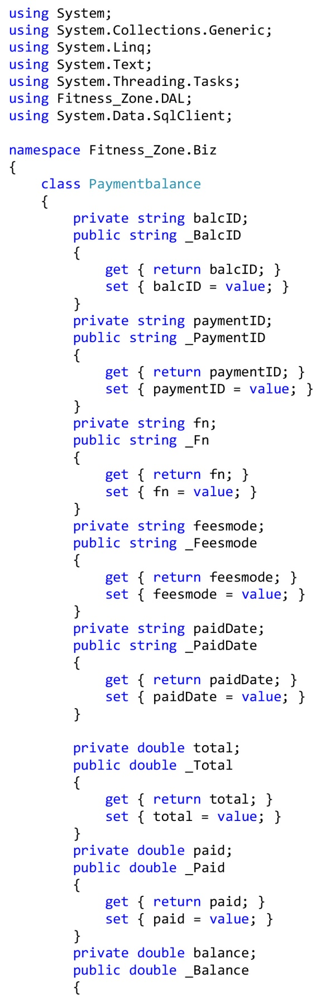 using System;
using System.Collections.Generic;
using System.Linq;
using System.Text;
using System.Threading.Tasks;
using Fitness_Zone.DAL;
using System.Data.SqlClient;

namespace Fitness_Zone.Biz
{
    class Paymentbalance
    {
        private string balcID;
        public string _BalcID
        {
            get { return balcID; }
            set { balcID = value; }
        }
        private string paymentID;
        public string _PaymentID
        {
            get { return paymentID; }
            set { paymentID = value; }
        }
        private string fn;
        public string _Fn
        {
            get { return fn; }
            set { fn = value; }
        }
        private string feesmode;
        public string _Feesmode
        {
            get { return feesmode; }
            set { feesmode = value; }
        }
        private string paidDate;
        public string _PaidDate
        {
            get { return paidDate; }
            set { paidDate = value; }
        }

        private double total;
        public double _Total
        {
            get { return total; }
            set { total = value; }
        }
        private double paid;
        public double _Paid
        {
            get { return paid; }
            set { paid = value; }
        }
        private double balance;
        public double _Balance
        {